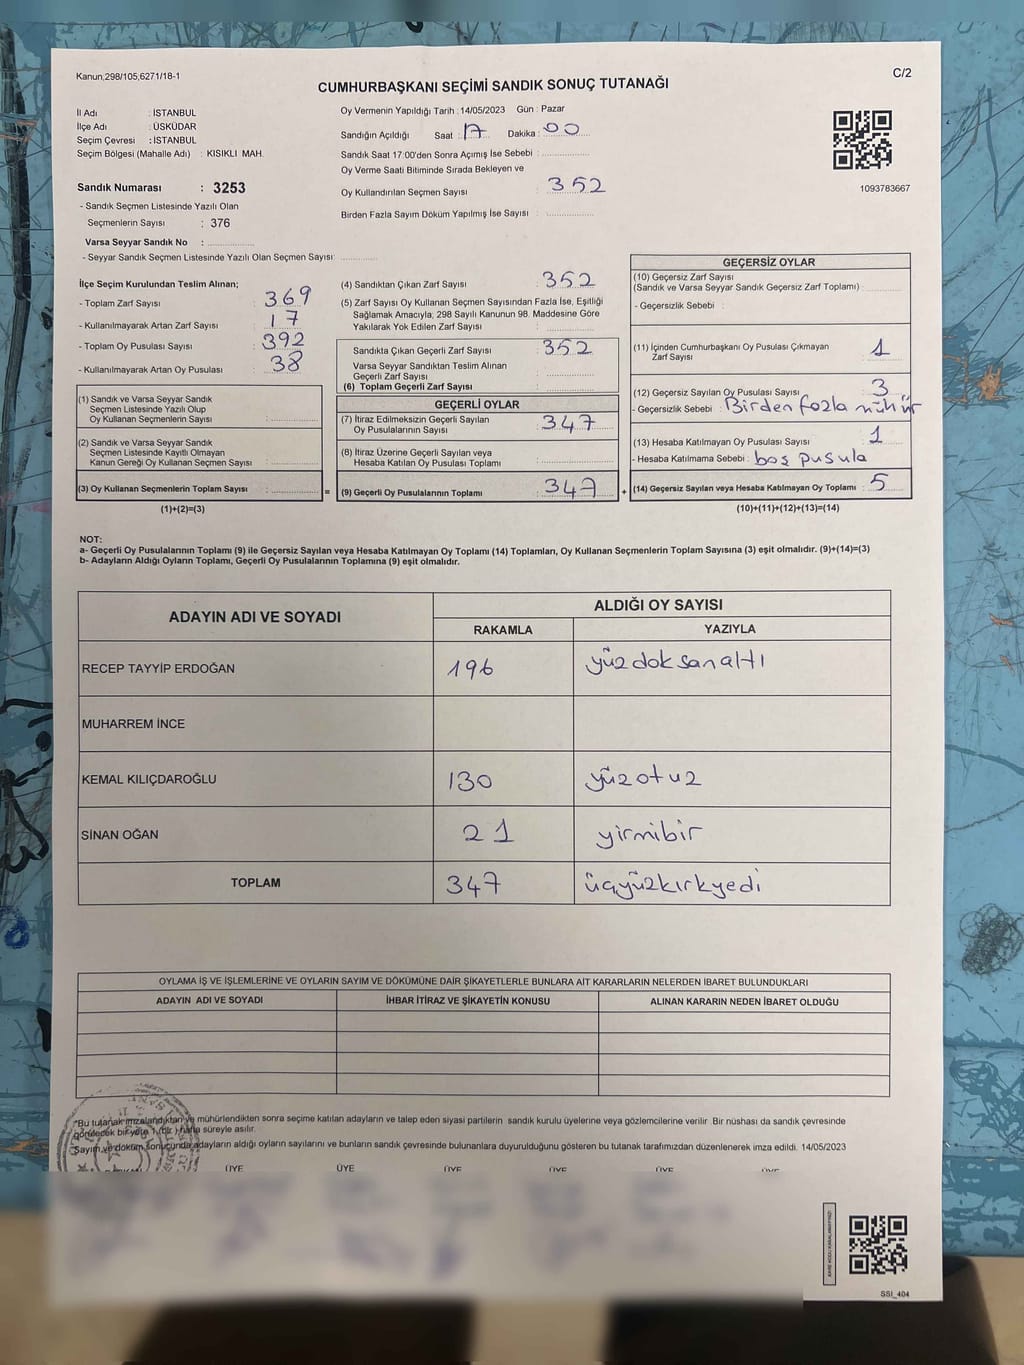 Kanun,298/105,6271/18-1
C/2
CUMHURBAŞKANI SEÇİMİ SANDIK SONUÇ TUTANAĞI
İl Adı : İSTANBUL
İlçe Adı : ÜSKÜDAR
Seçim Çevresi : İSTANBUL
Seçim Bölgesi (Mahalle Adı) : KISIKLI MAH.
Sandık Numarası : 3253
- Sandık Seçmen Listesinde Yazılı Olan
Seçmenlerin Sayısı : 376
Varsa Seyyar Sandık No :
- Seyyar Sandık Seçmen Listesinde Yazılı Olan Seçmen Sayısı:
Oy Vermenin Yapıldığı Tarih : 14/05/2023 Gün : Pazar
Sandığın Açıldığı Saat : 17 Dakika : 00
Sandık Saat 17:00'den Sonra Açımış İse Sebebi :
Oy Verme Saati Bitiminde Sırada Bekleyen ve
Oy Kullandırılan Seçmen Sayısı : 352
Birden Fazla Sayım Döküm Yapılmış İse Sayısı :
1093783667
İlçe Seçim Kurulundan Teslim Alınan;
- Toplam Zarf Sayısı : 369
- Kullanılmayarak Artan Zarf Sayısı : 17
- Toplam Oy Pusulası Sayısı : 392
- Kullanılmayarak Artan Oy Pusulası : 38
(1) Sandık ve Varsa Seyyar Sandık
Seçmen Listesinde Yazılı Olup
Oy Kullanan Seçmenlerin Sayısı :
(2) Sandık ve Varsa Seyyar Sandık
Seçmen Listesinde Kayıtlı Olmayan
Kanun Gereği Oy Kullanan Seçmen Sayısı :
(3) Oy Kullanan Seçmenlerin Toplam Sayısı :
(1)+(2)=(3)
=
(4) Sandıktan Çıkan Zarf Sayısı : 352
(5) Zarf Sayısı Oy Kullanan Seçmen Sayısından Fazla İse, Eşitliği
Sağlamak Amacıyla, 298 Sayılı Kanunun 98. Maddesine Göre
Yakılarak Yok Edilen Zarf Sayısı :
Sandıkta Çıkan Geçerli Zarf Sayısı : 352
Varsa Seyyar Sandıktan Teslim Alınan
Geçerli Zarf Sayısı :
(6) Toplam Geçerli Zarf Sayısı :
GEÇERLİ OYLAR
(7) İtiraz Edilmeksizin Geçerli Sayılan
Oy Pusulalarının Sayısı : 347
(8) İtiraz Üzerine Geçerli Sayılan veya
Hesaba Katılan Oy Pusulası Toplamı :
(9) Geçerli Oy Pusulalarının Toplamı : 347
+
GEÇERSİZ OYLAR
(10) Geçersiz Zarf Sayısı
(Sandık ve Varsa Seyyar Sandık Geçersiz Zarf Toplamı) :
- Geçersizlik Sebebi :
(11) İçinden Cumhurbaşkanı Oy Pusulası Çıkmayan
Zarf Sayısı : 1
(12) Geçersiz Sayılan Oy Pusulası Sayısı : 3
- Geçersizlik Sebebi : Birden fazla mühür
(13) Hesaba Katılmayan Oy Pusulası Sayısı : 1
- Hesaba Katılmama Sebebi : boş pusula
(14) Geçersiz Sayılan veya Hesaba Katılmayan Oy Toplamı : 5
(10)+(11)+(12)+(13)=(14)
NOT:
a- Geçerli Oy Pusulalarının Toplamı (9) ile Geçersiz Sayılan veya Hesaba Katılmayan Oy Toplamı (14) Toplamları, Oy Kullanan Seçmenlerin Toplam Sayısına (3) eşit olmalıdır. (9)+(14)=(3)
b- Adayların Aldığı Oyların Toplamı, Geçerli Oy Pusulalarının Toplamına (9) eşit olmalıdır.
ADAYIN ADI VE SOYADI
ALDIĞI OY SAYISI
RAKAMLA YAZIYLA
RECEP TAYYİP ERDOĞAN 196 yüzdoksanaltı
MUHARREM İNCE
KEMAL KILIÇDAROĞLU 130 yüzotuz
SİNAN OĞAN 21 yirmibir
TOPLAM 347 üçyüzkırkyedi
OYLAMA İŞ VE İŞLEMLERİNE VE OYLARIN SAYIM VE DÖKÜMÜNE DAİR ŞİKAYETLERLE BUNLARA AİT KARARLARIN NELERDEN İBARET BULUNDUKLARI
ADAYIN ADI VE SOYADI İHBAR İTİRAZ VE ŞİKAYETİN KONUSU ALINAN KARARIN NEDEN İBARET OLDUĞU
*Bu tutanak imzalandıktan ve mühürlendikten sonra seçime katılan adayların ve talep eden siyasi partilerin sandık kurulu üyelerine veya gözlemcilerine verilir Bir nüshası da sandık çevresinde
görülecek bir yere 1 (bir) hafta süreyle asılır.
Sayım ve döküm sonucunda adayların aldığı oyların sayılarını ve bunların sandık çevresinde bulunanlara duyurulduğunu gösteren bu tutanak tarafımızdan düzenlenerek imza edildi. 14/05/2023
ÜYE ÜYE ÜYE ÜYE ÜYE ÜYE
SSI_404